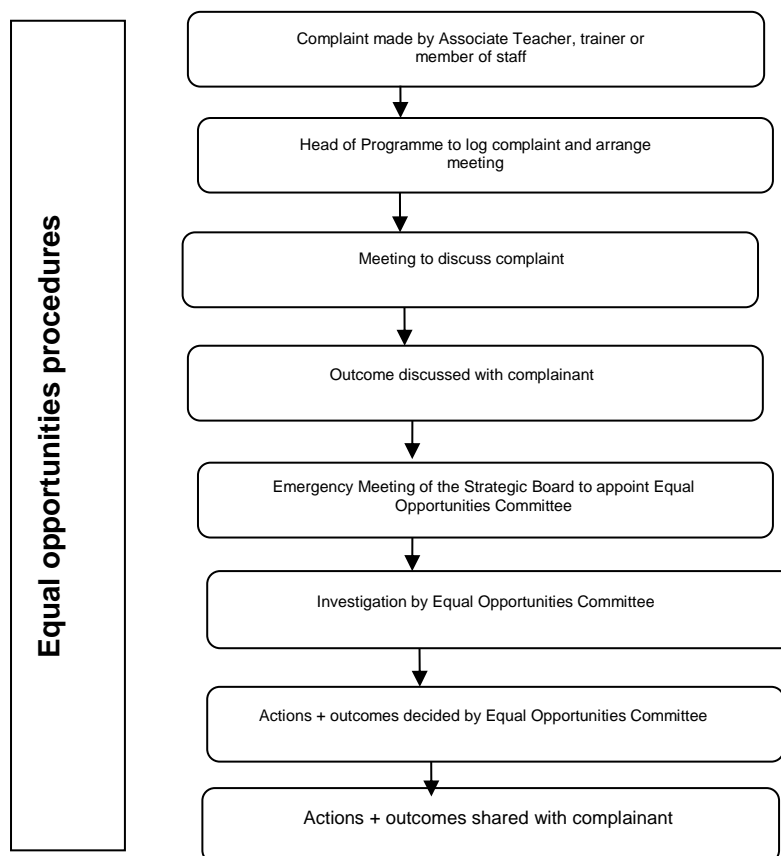 Equal opportunities procedures
Complaint made by Associate Teacher, trainer or
member of staff
Head of Programme to log complaint and arrange
meeting
Meeting to discuss complaint
Outcome discussed with complainant
Emergency Meeting of the Strategic Board to appoint Equal
Opportunities Committee
Investigation by Equal Opportunities Committee
Actions + outcomes decided by Equal Opportunities Committee
Actions + outcomes shared with complainant